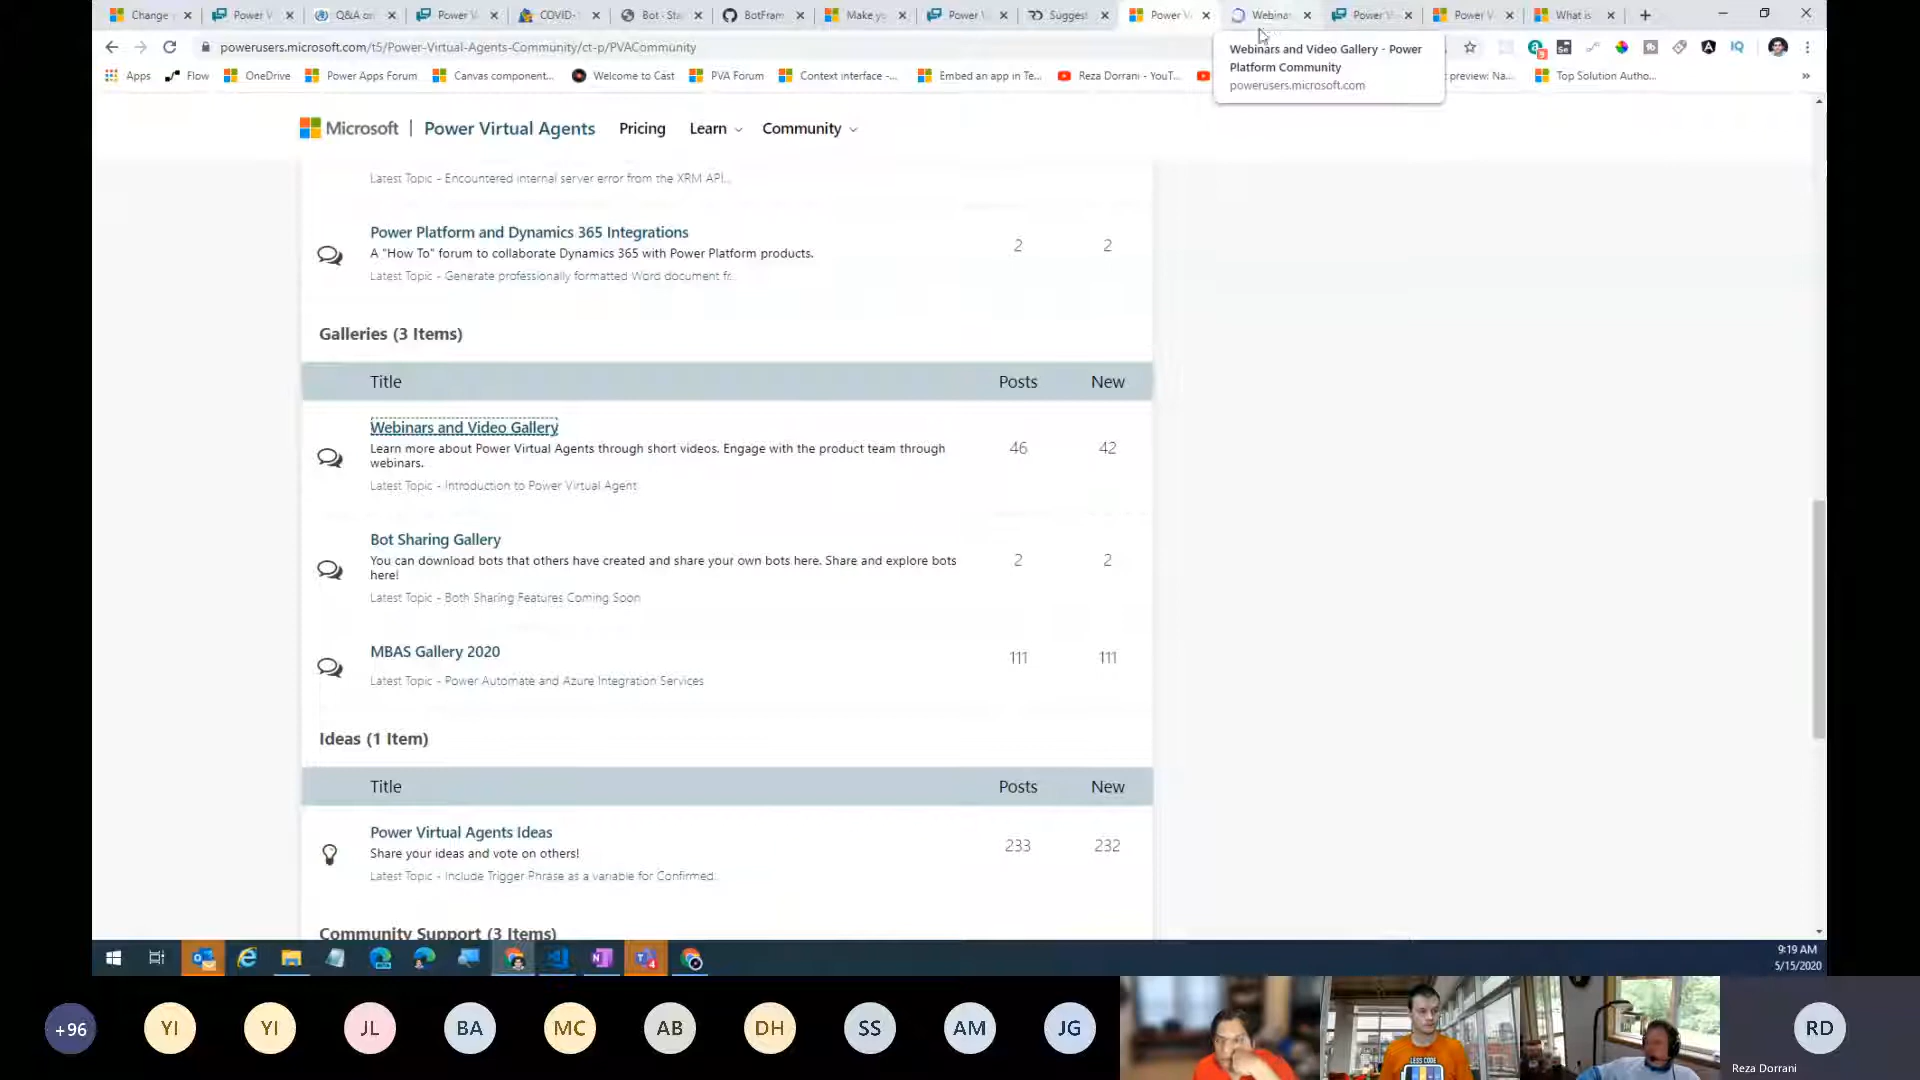 Change
Power V
Q&A on
Power V
COVID-
Bot - Sta
BotFram
Make yo
Power V
Suggest
Power V
Webina
Power V
Power V
What is
powerusers.microsoft.com/t5/Power-Virtual-Agents-Community/ct-p/PVACommunity
Webinars and Video Gallery - Power
Platform Community
powerusers.microsoft.com
Apps
Flow
OneDrive
Power Apps Forum
Canvas component...
Welcome to Cast
PVA Forum
Context interface -...
Embed an app in Te...
Reza Dorrani - YouT...
t preview: Na...
Top Solution Autho...
Microsoft | Power Virtual Agents Pricing Learn Community
Latest Topic - Encountered internal server error from the XRM API...
Power Platform and Dynamics 365 Integrations
A "How To" forum to collaborate Dynamics 365 with Power Platform products.
2 2
Latest Topic - Generate professionally formatted Word document fr...
Galleries (3 Items)
Title Posts New
Webinars and Video Gallery
Learn more about Power Virtual Agents through short videos. Engage with the product team through
webinars.
46 42
Latest Topic - Introduction to Power Virtual Agent
Bot Sharing Gallery
You can download bots that others have created and share your own bots here. Share and explore bots
here!
2 2
Latest Topic - Both Sharing Features Coming Soon
MBAS Gallery 2020
111 111
Latest Topic - Power Automate and Azure Integration Services
Ideas (1 Item)
Title Posts New
Power Virtual Agents Ideas
Share your ideas and vote on others!
233 232
Latest Topic - Include Trigger Phrase as a variable for Confirmed.
Community Support (3 Items)
9:19 AM
5/15/2020
+96 YI YI JL BA MC AB DH SS AM JG RD
LESS CODE
Reza Dorrani